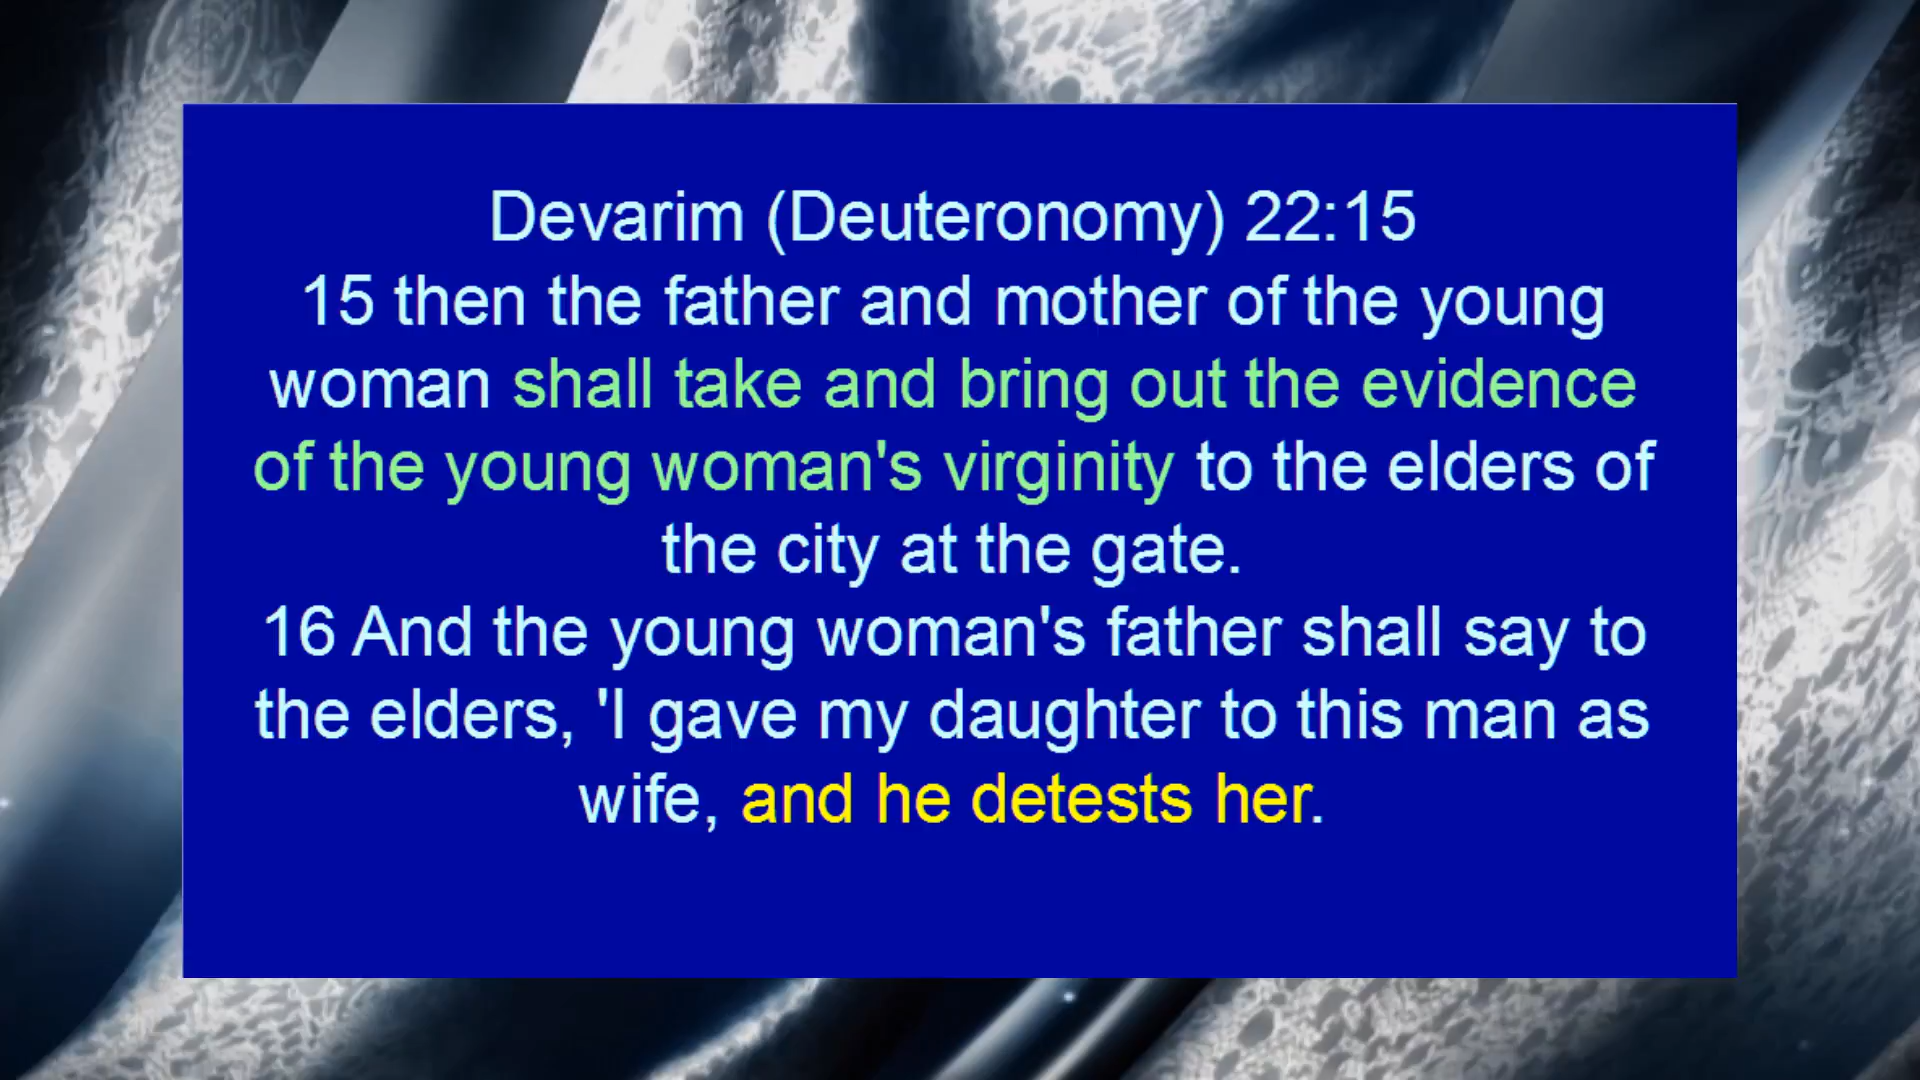 Devarim (Deuteronomy) 22:15
15 then the father and mother of the young
woman shall take and bring out the evidence
of the young woman's virginity to the elders of
the city at the gate.
16 And the young woman's father shall say to
the elders, 'I gave my daughter to this man as
wife, and he detests her.